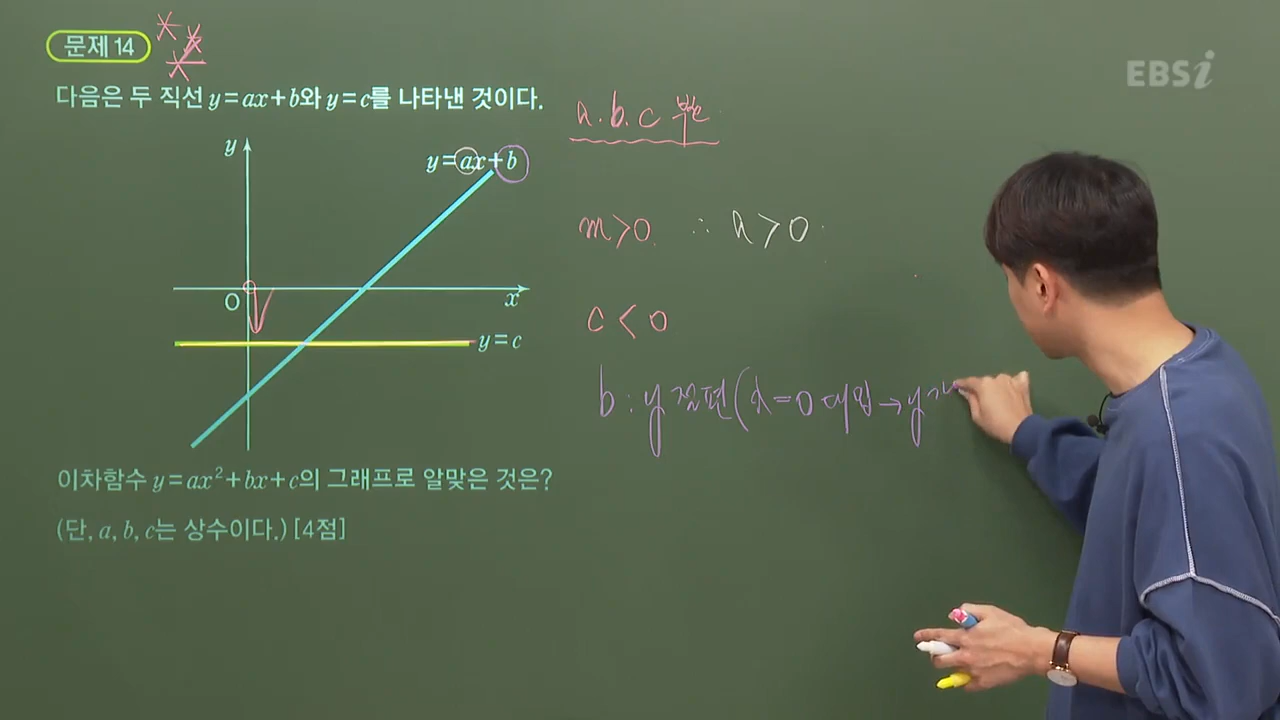 문제 14
EBSi
다음은 두 직선 y=ax+b와 y=c를 나타낸 것이다.
a.b.c 부호
y
y=ax+b
m>0 ∴ a>0
O
x
c<0
y=c
b : y절편(x=0 대입→y
이차함수 y=ax²+bx+c의 그래프로 알맞은 것은?
(단, a, b, c는 상수이다.) [4점]